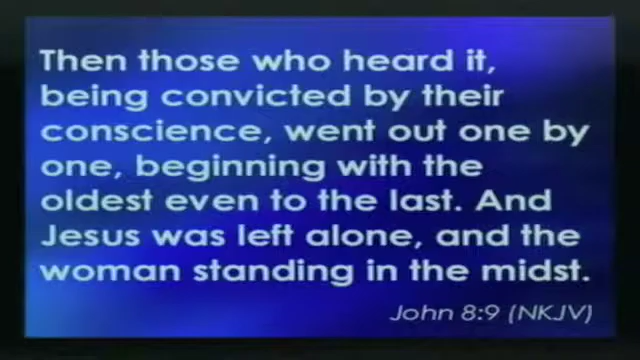 Then those who heard it,
being convicted by their
conscience, went out one by
one, beginning with the
oldest even to the last. And
Jesus was left alone, and the
woman standing in the midst.
John 8:9 (NKJV)